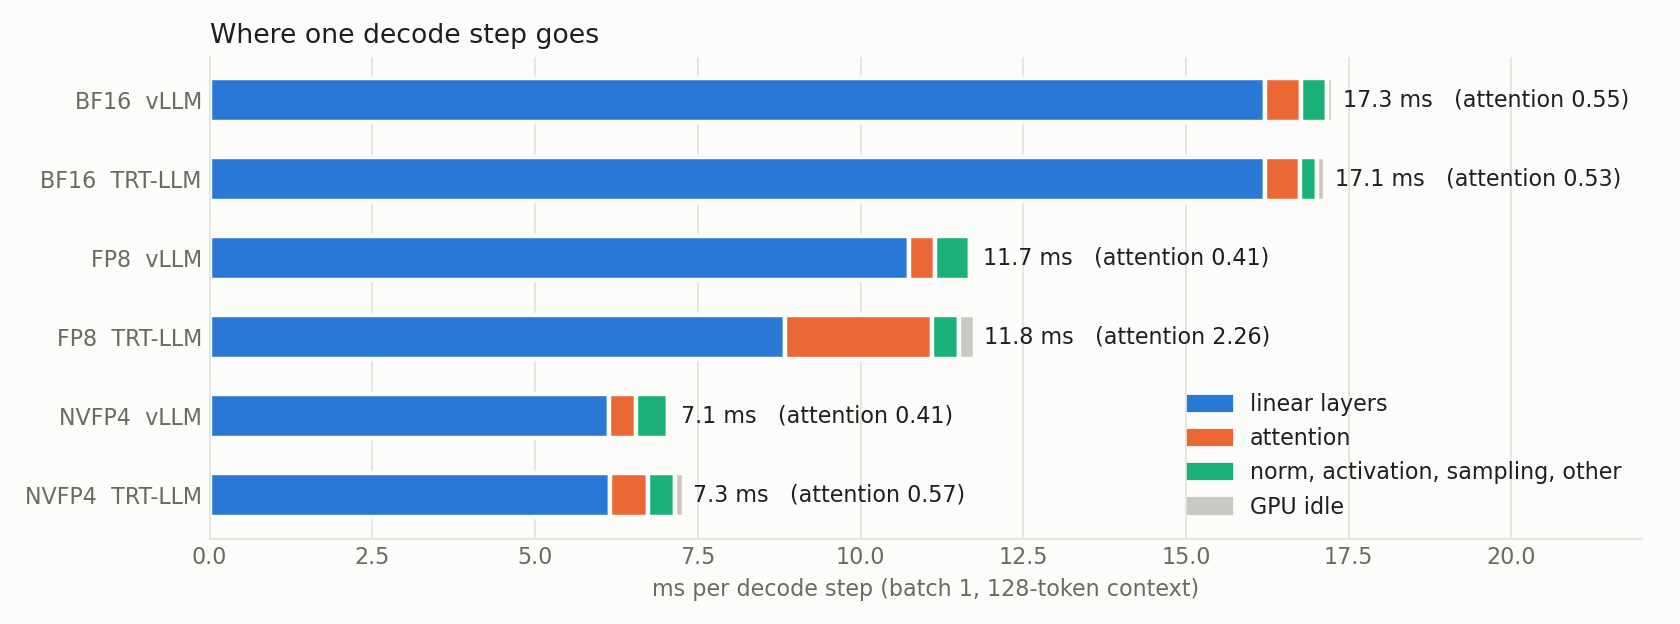 Where one decode step goes
BF16 vLLM
17.3 ms (attention 0.55)
BF16 TRT-LLM
17.1 ms (attention 0.53)
FP8 vLLM
11.7 ms (attention 0.41)
FP8 TRT-LLM
11.8 ms (attention 2.26)
NVFP4 vLLM
7.1 ms (attention 0.41)
NVFP4 TRT-LLM
7.3 ms (attention 0.57)
linear layers
attention
norm, activation, sampling, other
GPU idle
0.0 2.5 5.0 7.5 10.0 12.5 15.0 17.5 20.0
ms per decode step (batch 1, 128-token context)